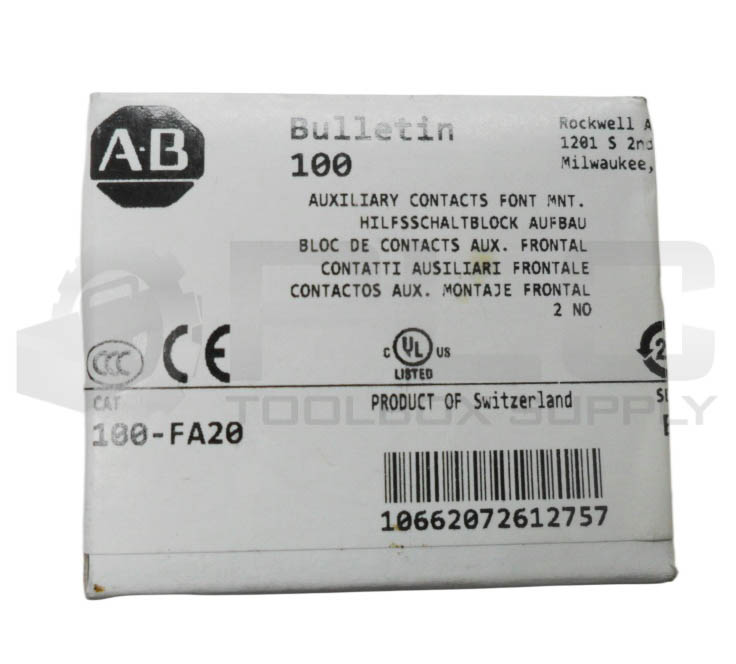 A-B
Bulletin
100
Rockwell A
1201 S 2nd
Milwaukee,
AUXILIARY CONTACTS FONT MNT.
HILFSSCHALTBLOCK AUFBAU
BLOC DE CONTACTS AUX. FRONTAL
CONTATTI AUSILIARI FRONTALE
CONTACTOS AUX. MONTAJE FRONTAL
2 NO
CCC CE
C UL US
LISTED
2
PLC
TOOLBOX SUPPLY
CAT
PRODUCT OF Switzerland
100-FA20
10662072612757